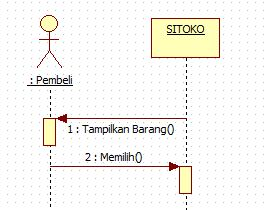 SITOKO
: Pembeli
1 : Tampilkan Barang()
2 : Memilih()